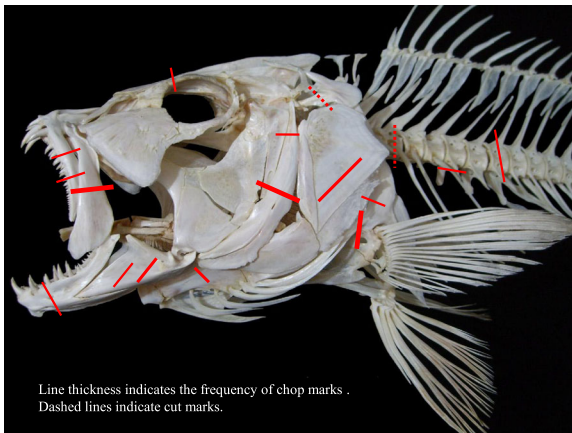 Line thickness indicates the frequency of chop marks .
Dashed lines indicate cut marks.